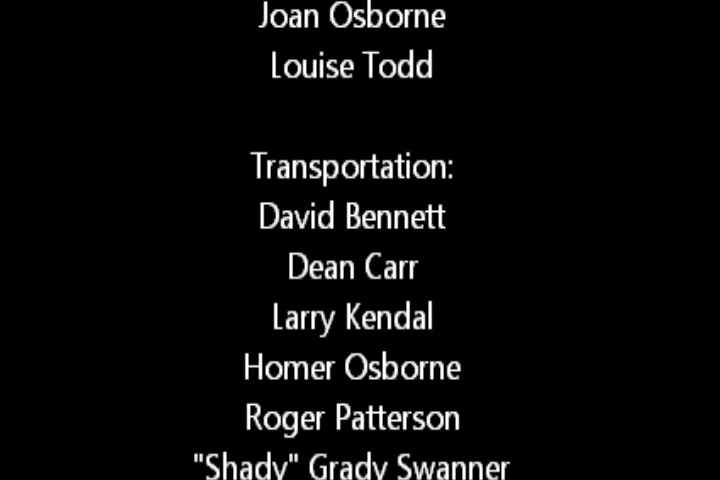 Joan Osborne
Louise Todd
Transportation:
David Bennett
Dean Carr
Larry Kendal
Homer Osborne
Roger Patterson
"Shady" Grady Swanner